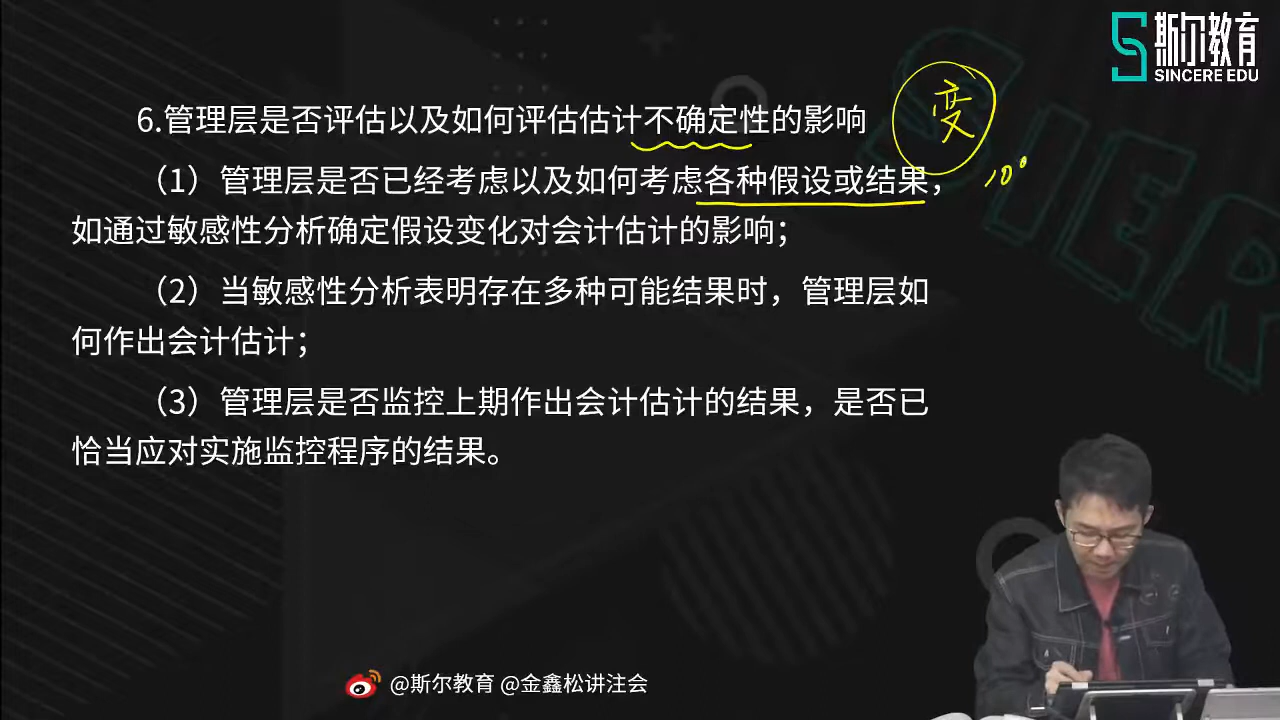 斯尔教育
SINCERE EDU
6.管理层是否评估以及如何评估估计不确定性的影响
变
（1）管理层是否已经考虑以及如何考虑各种假设或结果，
如通过敏感性分析确定假设变化对会计估计的影响；
（2）当敏感性分析表明存在多种可能结果时，管理层如
何作出会计估计；
（3）管理层是否监控上期作出会计估计的结果，是否已
恰当应对实施监控程序的结果。
@斯尔教育 @金鑫松讲注会